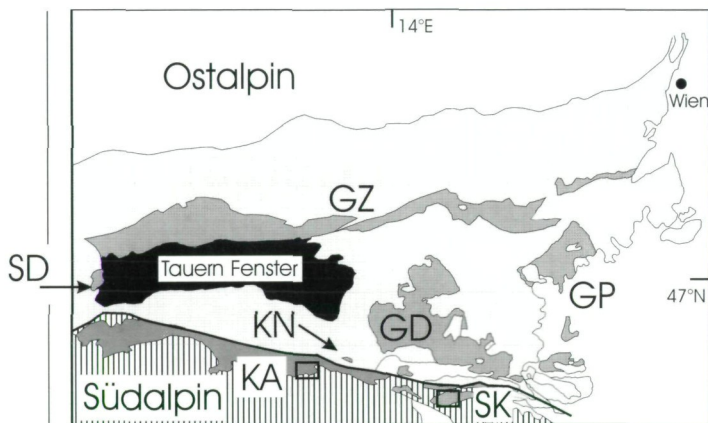 14°E
Ostalpin
Wien
GZ
Tauern Fenster
SD
47°N
GP
KN
GD
KA
Südalpin
SK